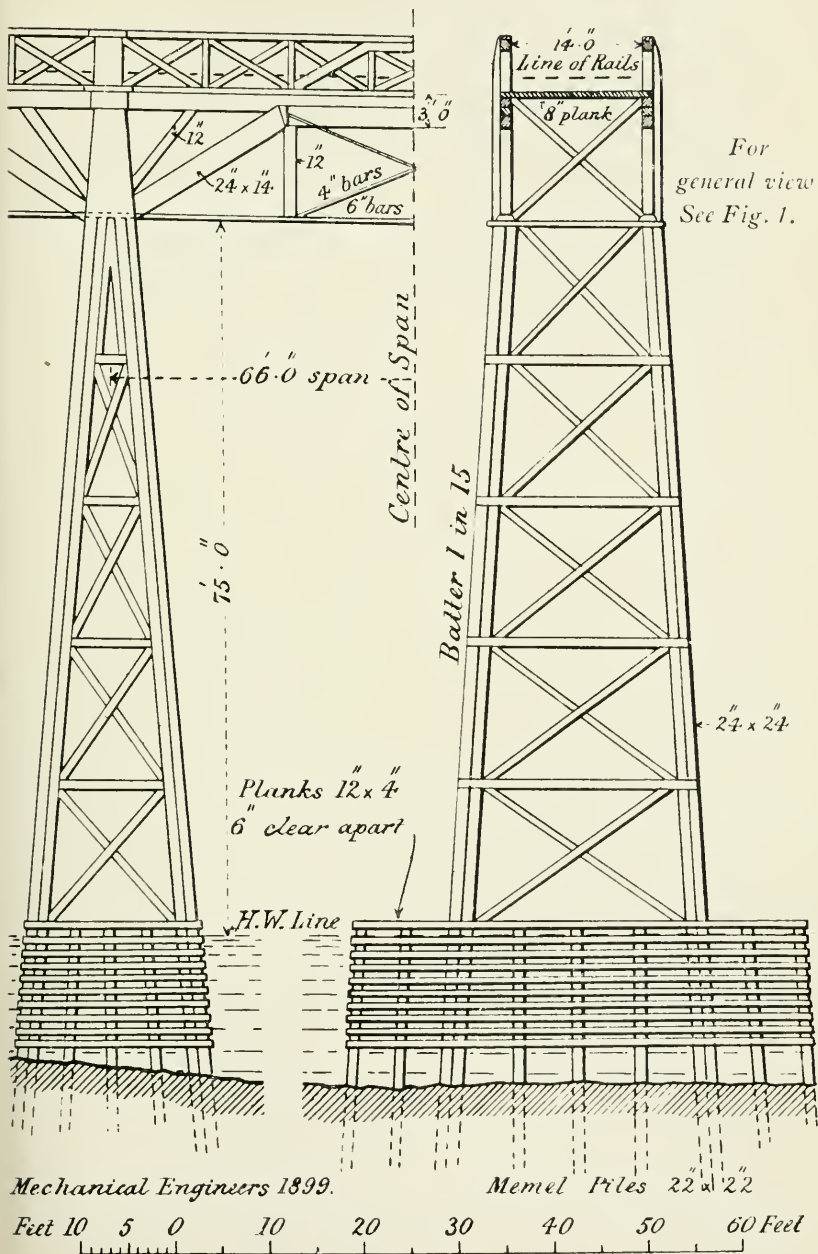 14'·0"
Line of Rails
3'·0"
8" plank
12"
24" × 14"
12"
4" bars
6" bars
For
general view
See Fig. 1.
66'·0" span
Centre of Span
75'·0"
Batter 1 in 15
24" × 24"
Planks 12" × 4"
6" clear apart
H.W. Line
Mechanical Engineers 1899.
Memel Piles 22" × 22"
Feet 10 5 0 10 20 30 40 50 60 Feet